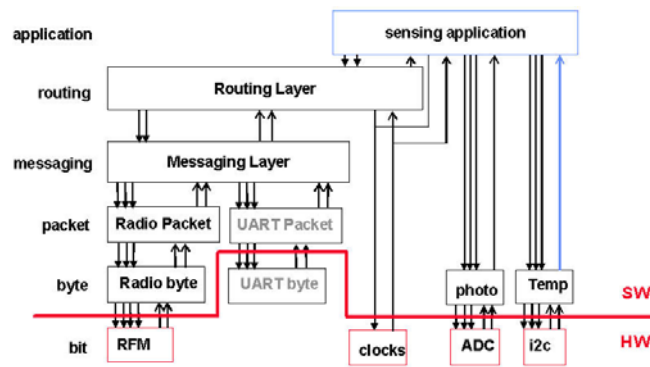 application
sensing application
routing
Routing Layer
messaging
Messaging Layer
packet
Radio Packet
UART Packet
byte
Radio byte
UART byte
photo
Temp
SW
bit
RFM
clocks
ADC
i2c
HW